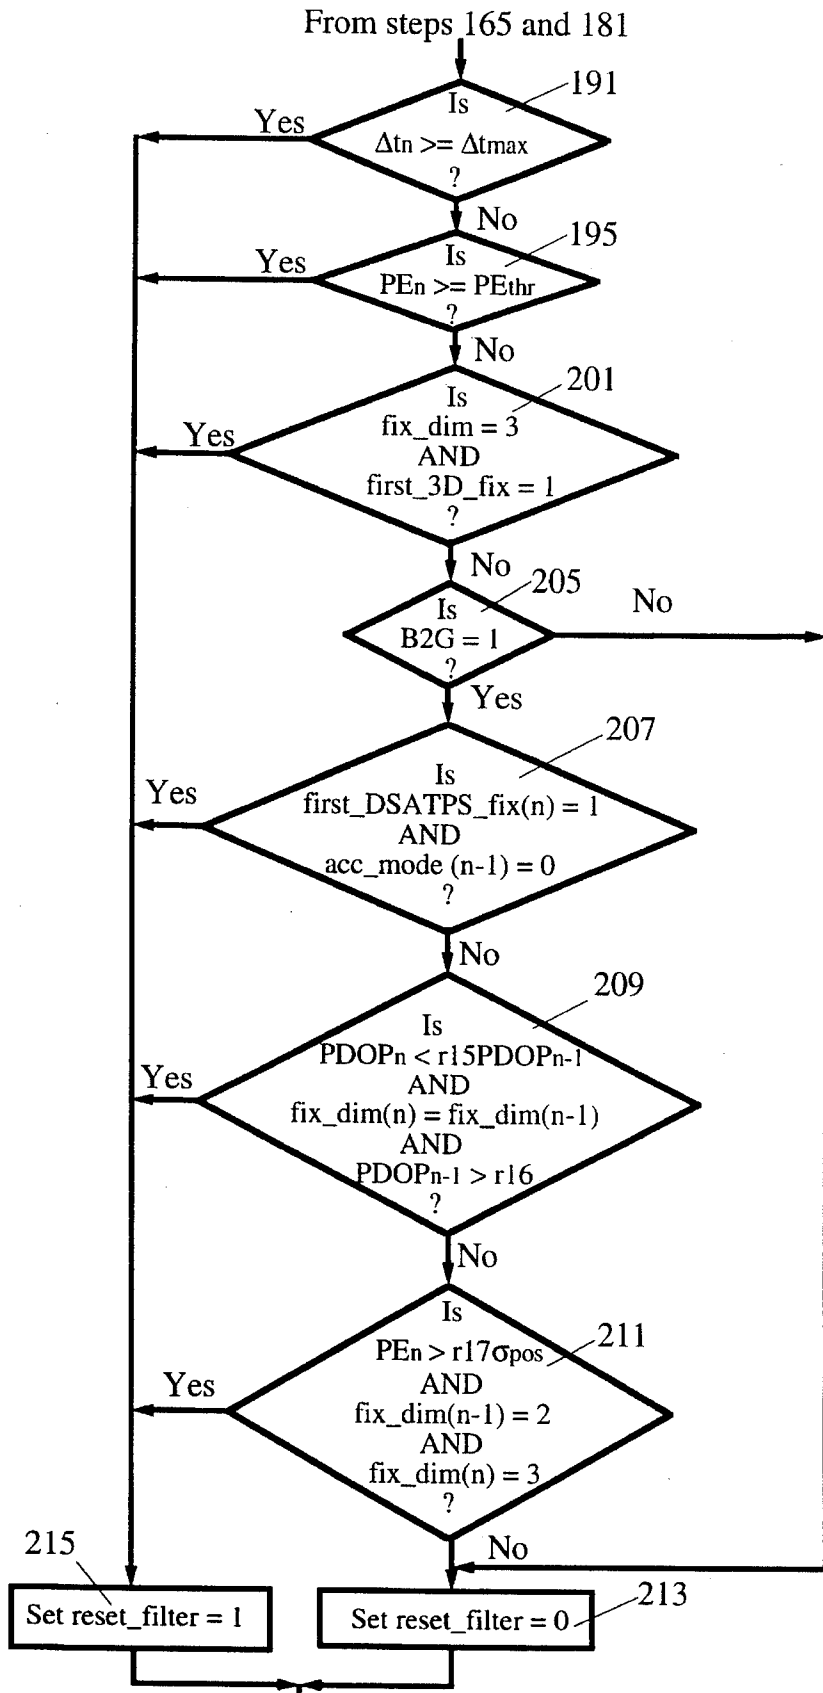 From steps 165 and 181
191
Is
Yes
Δtn >= Δtmax
?
No
195
Is
Yes
PEn >= PEthr
?
No
201
Is
fix_dim = 3
Yes
AND
first_3D_fix = 1
?
No
205
No
Is
B2G = 1
?
Yes
207
Is
Yes
first_DSATPS_fix(n) = 1
AND
acc_mode (n-1) = 0
?
No
209
Is
PDOPn < r15PDOPn-1
Yes
AND
fix_dim(n) = fix_dim(n-1)
AND
PDOPn-1 > r16
?
No
Is
211
PEn > r17σpos
Yes
AND
fix_dim(n-1) = 2
AND
fix_dim(n) = 3
?
215
No
213
Set reset_filter = 1
Set reset_filter = 0